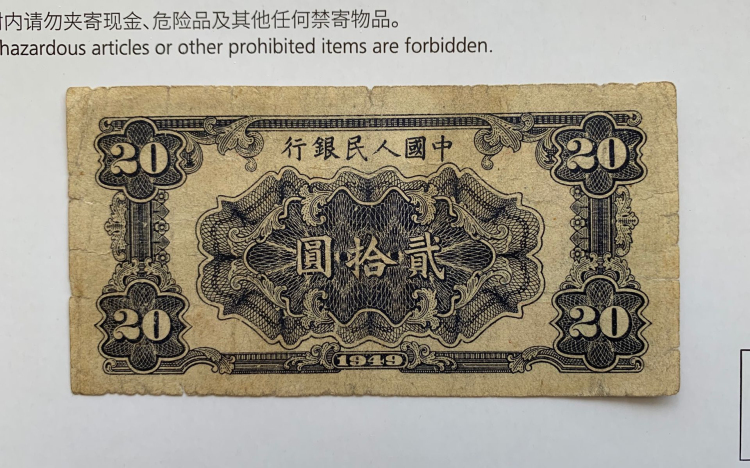 内请勿夹寄现金、危险品及其他任何禁寄物品。
hazardous articles or other prohibited items are forbidden.
行銀民人國中
20
20
圓拾貳
20
20
1949